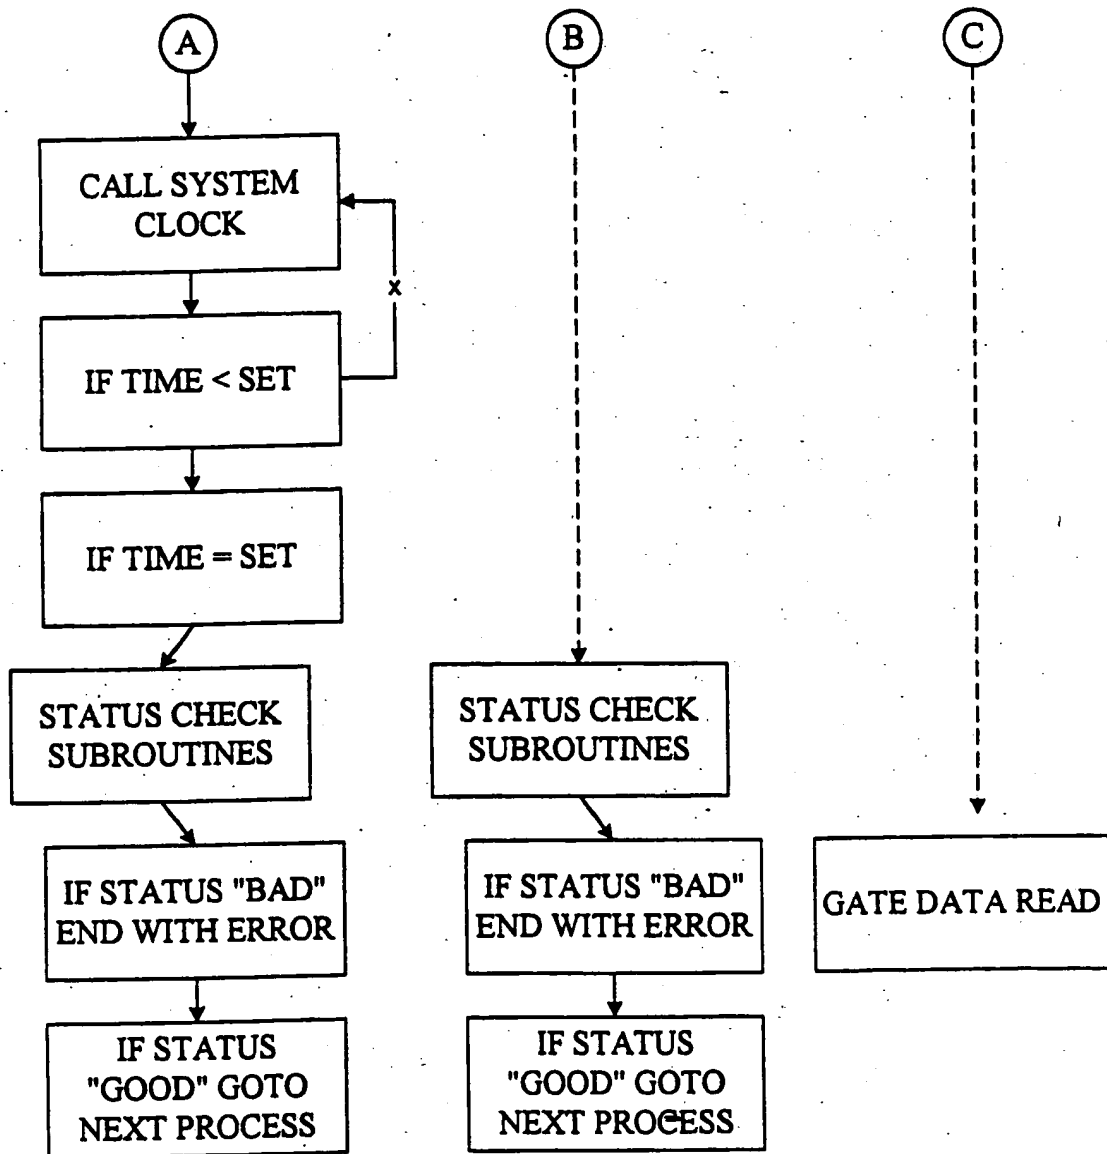 A
B
C
CALL SYSTEM
CLOCK
x
IF TIME < SET
IF TIME = SET
STATUS CHECK
SUBROUTINES
IF STATUS "BAD"
END WITH ERROR
IF STATUS
"GOOD" GOTO
NEXT PROCESS
STATUS CHECK
SUBROUTINES
IF STATUS "BAD"
END WITH ERROR
IF STATUS
"GOOD" GOTO
NEXT PROCESS
GATE DATA READ